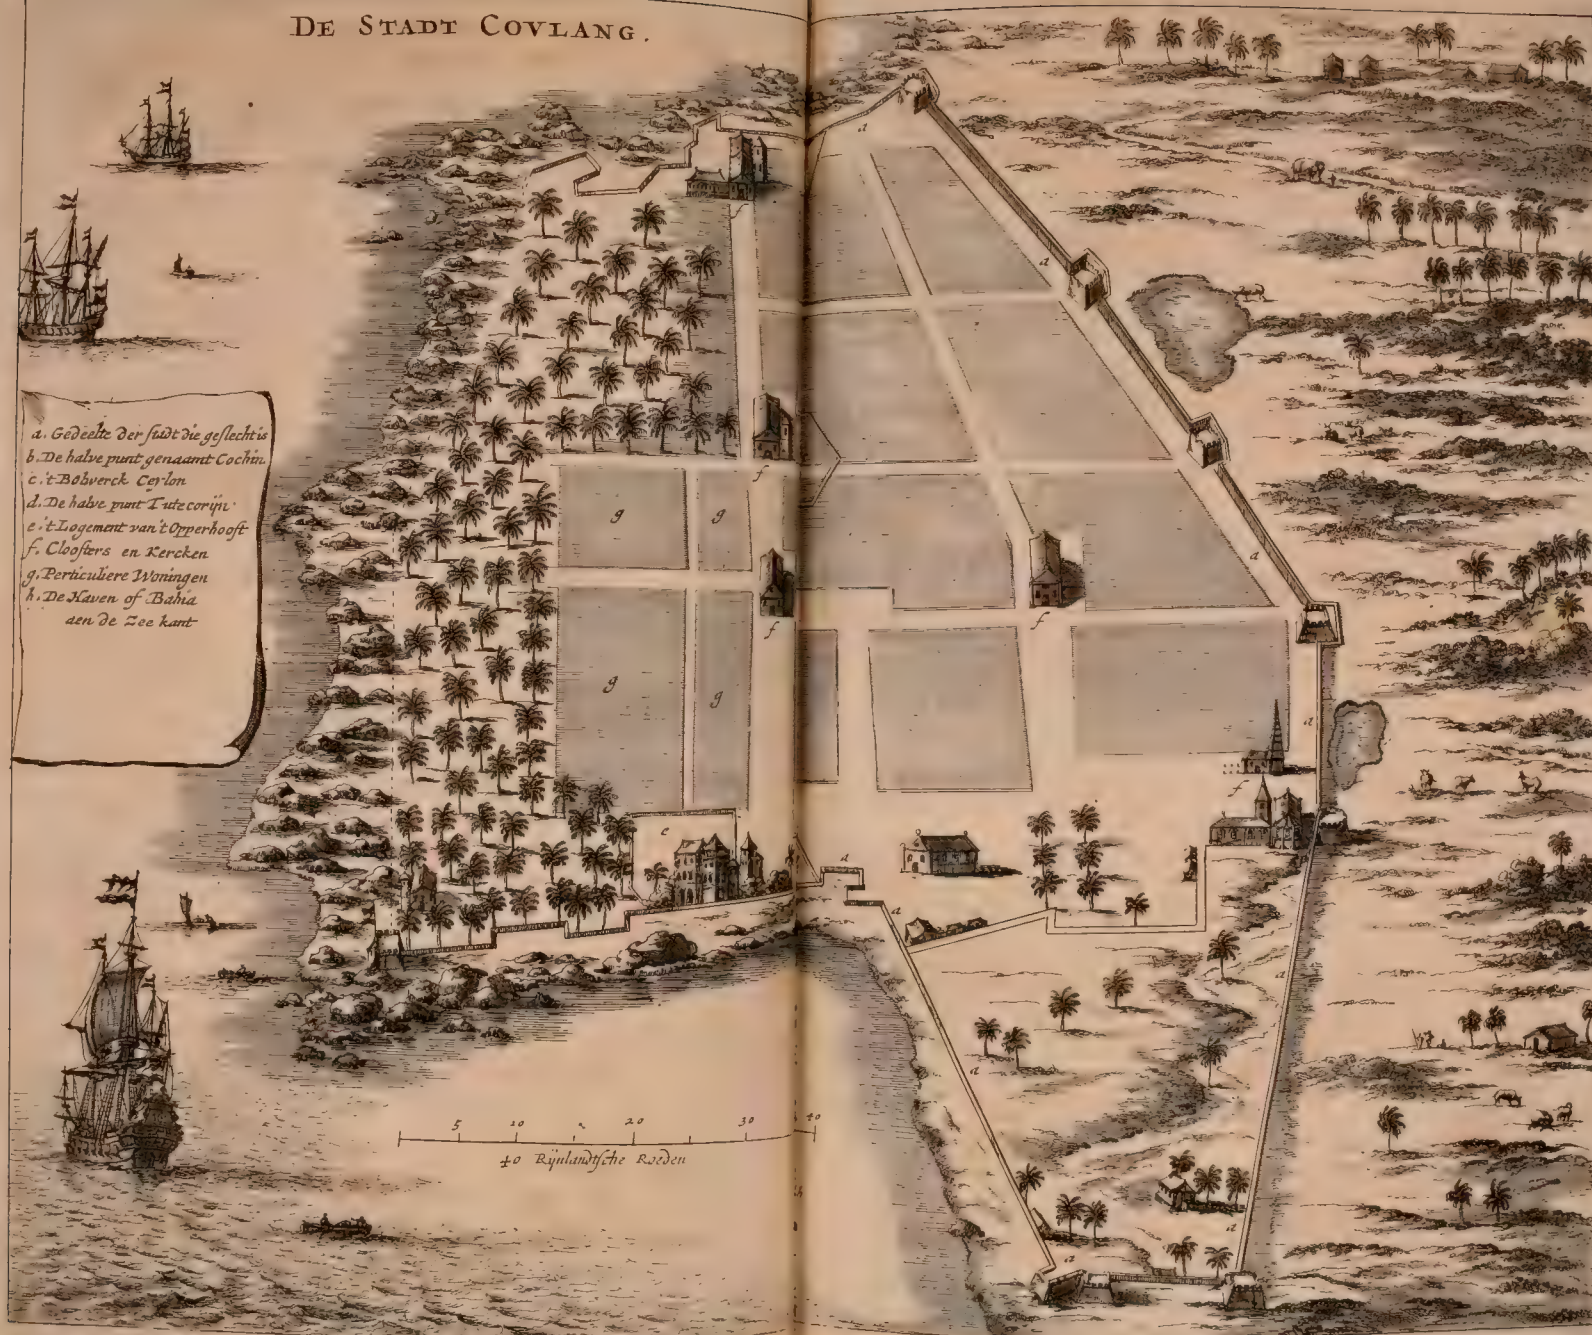 DE STADT COVLANG.
a. Gedeelte der stadt die geslecht is
b. De halve punt genaamt Cochin
c. 't Bolwerck Ceylon
d. De halve punt Tutecorijn
e. 't Logement van't Opperhooft
f. Cloosters en Kercken
g. Perticuliere Woningen
h. De Haven of Bahia
aen de Zee kant
a
f
a
f
g
g
a
f
f
g
g
a
f
e
a
a
a
a
a
a
5 10 20 30 40
40 Rijnlandtsche Roeden
h